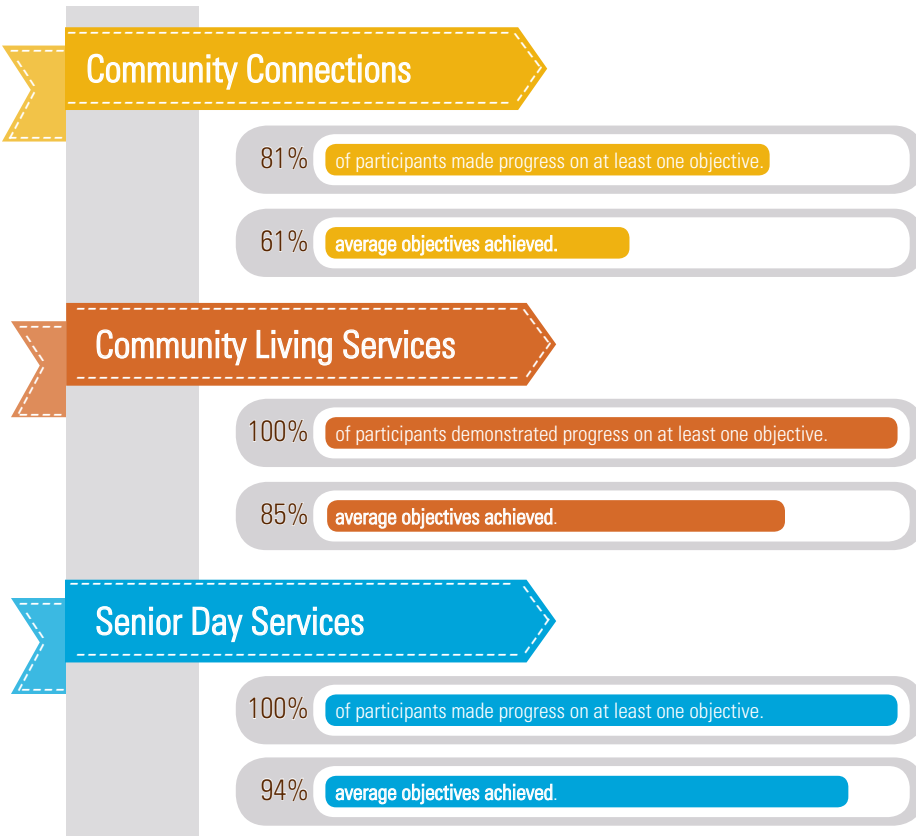 Community Connections
81% of participants made progress on at least one objective.
61% average objectives achieved.
Community Living Services
100% of participants demonstrated progress on at least one objective.
85% average objectives achieved.
Senior Day Services
100% of participants made progress on at least one objective.
94% average objectives achieved.